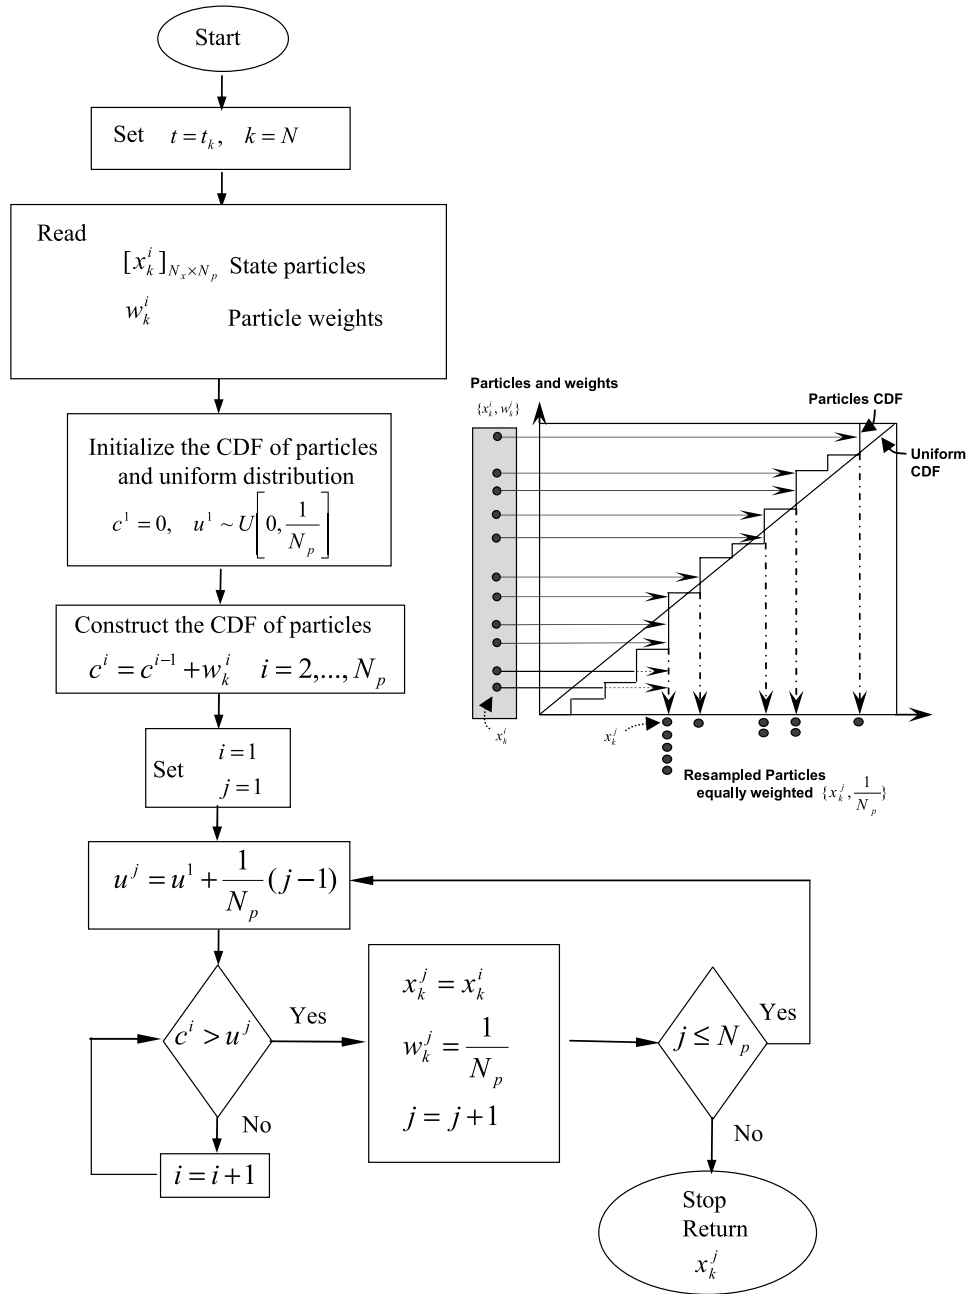 Start
Set t = t_k, k = N
Read
[x_k^i]_{N_x×N_p} State particles
w_k^i Particle weights
Initialize the CDF of particles
and uniform distribution
c^1 = 0, u^1 ~ U[0, 1/N_p]
Construct the CDF of particles
c^i = c^{i-1} + w_k^i i = 2,..., N_p
Set i = 1
j = 1
u^j = u^1 + 1/N_p (j − 1)
c^i > u^j
Yes
No
i = i + 1
x_k^j = x_k^i
w_k^j = 1/N_p
j = j + 1
j ≤ N_p
Yes
No
Stop
Return
x_k^j
Particles and weights
{x_k^i, w_k^i}
Particles CDF
Uniform
CDF
x_k^i
x_k^j
Resampled Particles
equally weighted {x_k^j, 1/N_p}